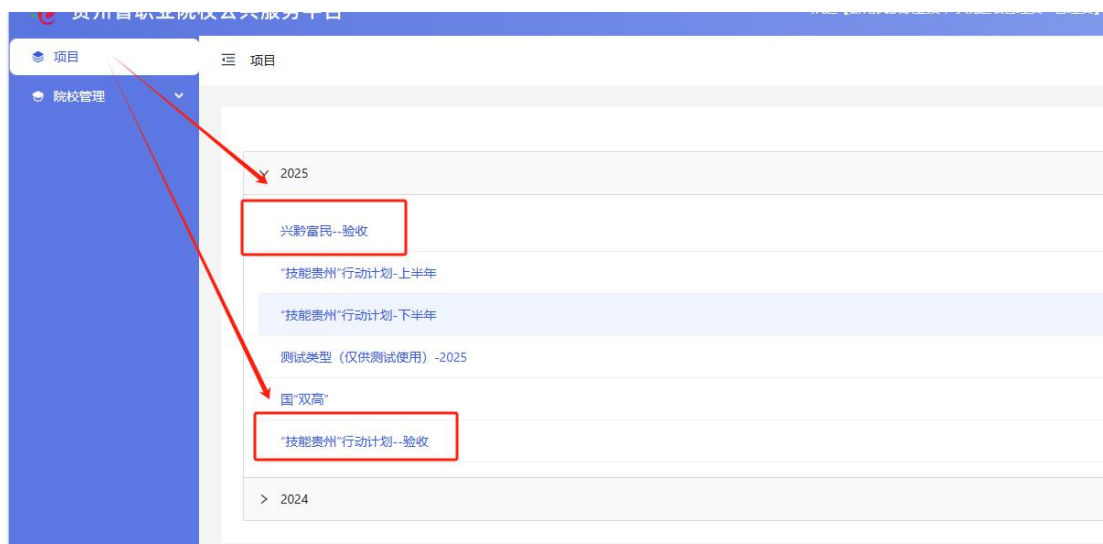 贵州省职业院校公共服务平台
项目
项目
院校管理
2025
兴黔富民--验收
“技能贵州”行动计划-上半年
“技能贵州”行动计划-下半年
测试类型（仅供测试使用）-2025
国“双高”
“技能贵州”行动计划--验收
2024